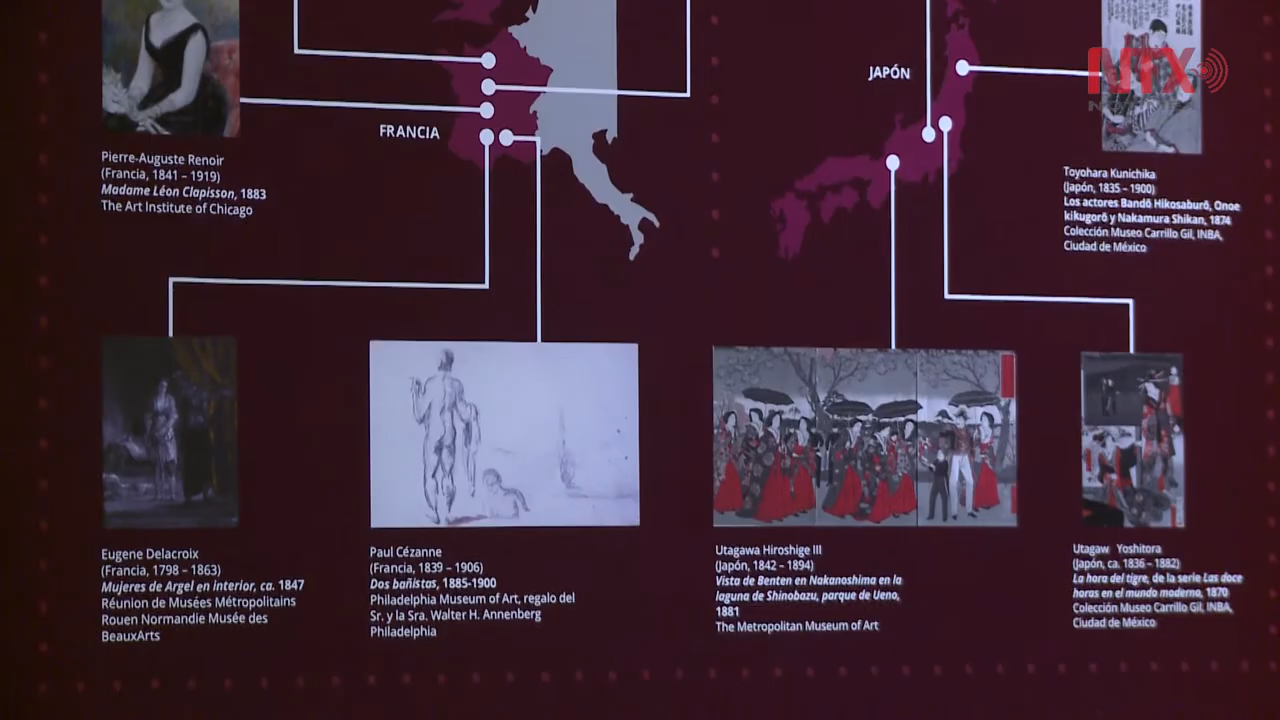 NTX
JAPÓN
FRANCIA
Pierre-Auguste Renoir
(Francia, 1841 – 1919)
Madame Léon Clapisson, 1883
The Art Institute of Chicago
Toyohara Kunichika
(Japón, 1835 – 1900)
Los actores Bandō Hikosaburō, Onoe
kikugorō y Nakamura Shikan, 1874
Colección Museo Carrillo Gil, INBA,
Ciudad de México
Eugene Delacroix
(Francia, 1798 – 1863)
Mujeres de Argel en interior, ca. 1847
Réunion de Musées Métropolitains
Rouen Normandie Musée des
BeauxArts
Paul Cézanne
(Francia, 1839 – 1906)
Dos bañistas, 1885-1900
Philadelphia Museum of Art, regalo del
Sr. y la Sra. Walter H. Annenberg
Philadelphia
Utagawa Hiroshige III
(Japón, 1842 – 1894)
Vista de Benten en Nakanoshima en la
laguna de Shinobazu, parque de Ueno,
1881
The Metropolitan Museum of Art
Utagaw Yoshitora
(Japón, ca. 1836 – 1882)
La hora del tigre, de la serie Las doce
horas en el mundo moderno, 1870
Colección Museo Carrillo Gil, INBA,
Ciudad de México